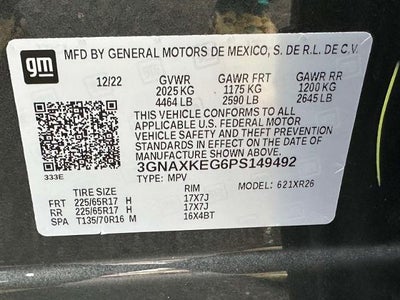 gm
MFD BY GENERAL MOTORS DE MEXICO, S. DE R.L. DE C.V.
12/22 GVWR GAWR FRT GAWR RR
2025 KG 1175 KG 1200 KG
4464 LB 2590 LB 2645 LB
THIS VEHICLE CONFORMS TO ALL
APPLICABLE U.S. FEDERAL MOTOR
VEHICLE SAFETY AND THEFT PREVENTION
STANDARDS IN EFFECT ON THE DATE OF
MANUFACTURE SHOWN ABOVE.
3GNAXKEG6PS149492
333E TYPE: MPV MODEL: 621XR26
TIRE SIZE RIM
FRT 225/65R17 H 17X7J
RR 225/65R17 H 17X7J
SPA T135/70R16 M 16X4BT